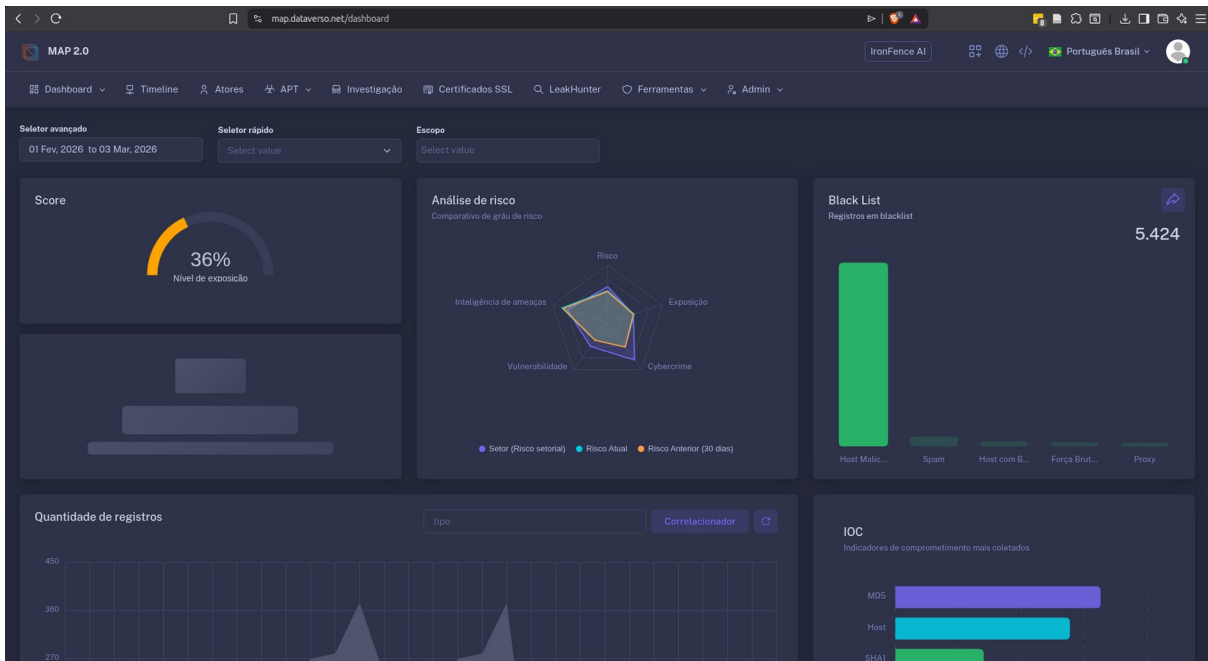 map.dataverso.net/dashboard
MAP 2.0
IronFence AI
Português Brasil
Dashboard
Timeline
Atores
APT
Investigação
Certificados SSL
LeakHunter
Ferramentas
Admin
Seletor avançado
01 Fev, 2026 to 03 Mar, 2026
Seletor rápido
Select value
Escopo
Select value
Score
36%
Nível de exposição
Análise de risco
Comparativo de gráu de risco
Risco
Inteligência de ameaças
Exposição
Vulnerabilidade
Cybercrime
Setor (Risco setorial)
Risco Atual
Risco Anterior (30 dias)
Black List
Registros em blacklist
5.424
Host Malic...
Spam
Host com B...
Força Brut...
Proxy
Quantidade de registros
tipo
Correlacionador
450
360
270
IOC
Indicadores de comprometimento mais coletados
MD5
Host
SHA1